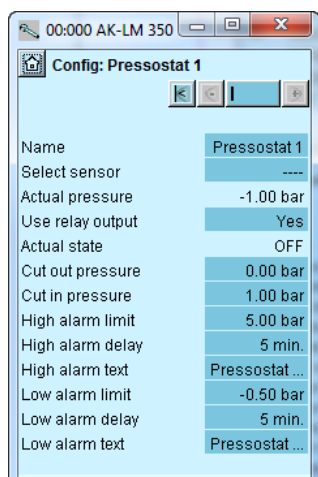 00:000 AK-LM 350
Config: Pressostat 1
Name Pressostat 1
Select sensor ----
Actual pressure -1.00 bar
Use relay output Yes
Actual state OFF
Cut out pressure 0.00 bar
Cut in pressure 1.00 bar
High alarm limit 5.00 bar
High alarm delay 5 min.
High alarm text Pressostat ...
Low alarm limit -0.50 bar
Low alarm delay 5 min.
Low alarm text Pressostat ...